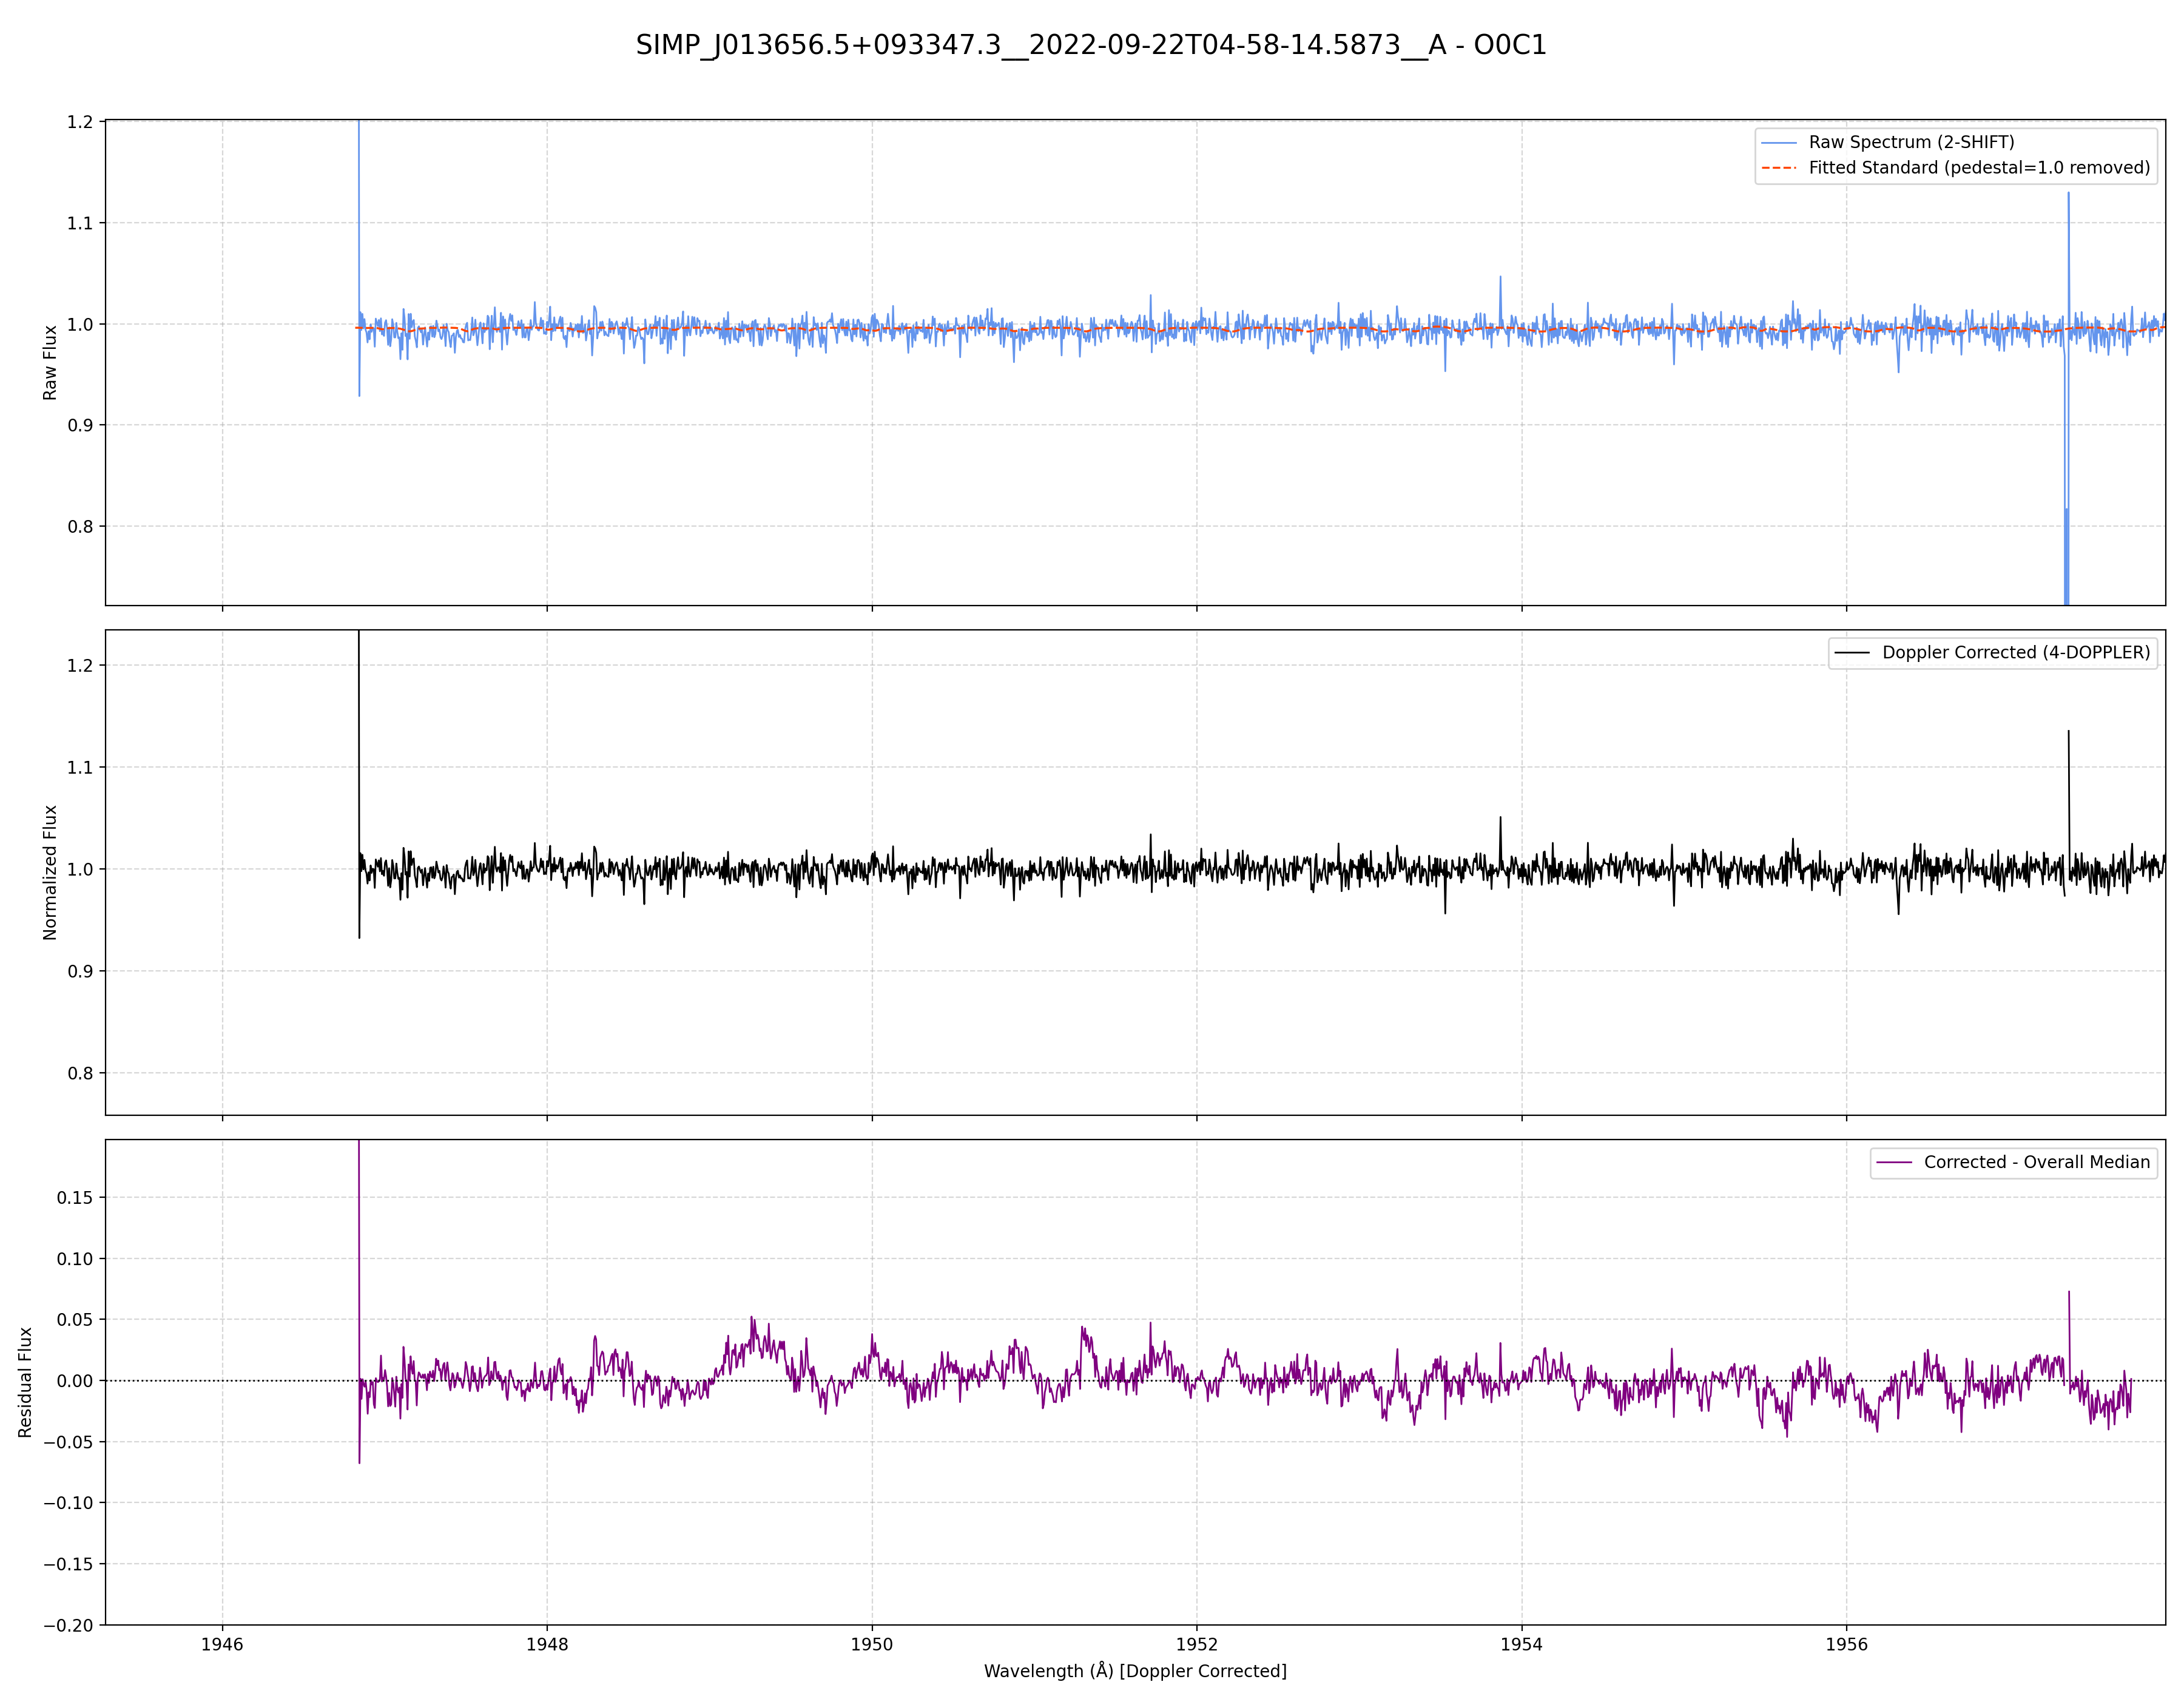 SIMP_J013656.5+093347.3__2022-09-22T04-58-14.5873__A - O0C1
Raw Spectrum (2-SHIFT)
Fitted Standard (pedestal=1.0 removed)
1.2
1.1
1.0
0.9
0.8
Raw Flux
Doppler Corrected (4-DOPPLER)
1.2
1.1
1.0
0.9
0.8
Normalized Flux
Corrected - Overall Median
0.15
0.10
0.05
0.00
−0.05
−0.10
−0.15
−0.20
Residual Flux
1946 1948 1950 1952 1954 1956
Wavelength (Å) [Doppler Corrected]